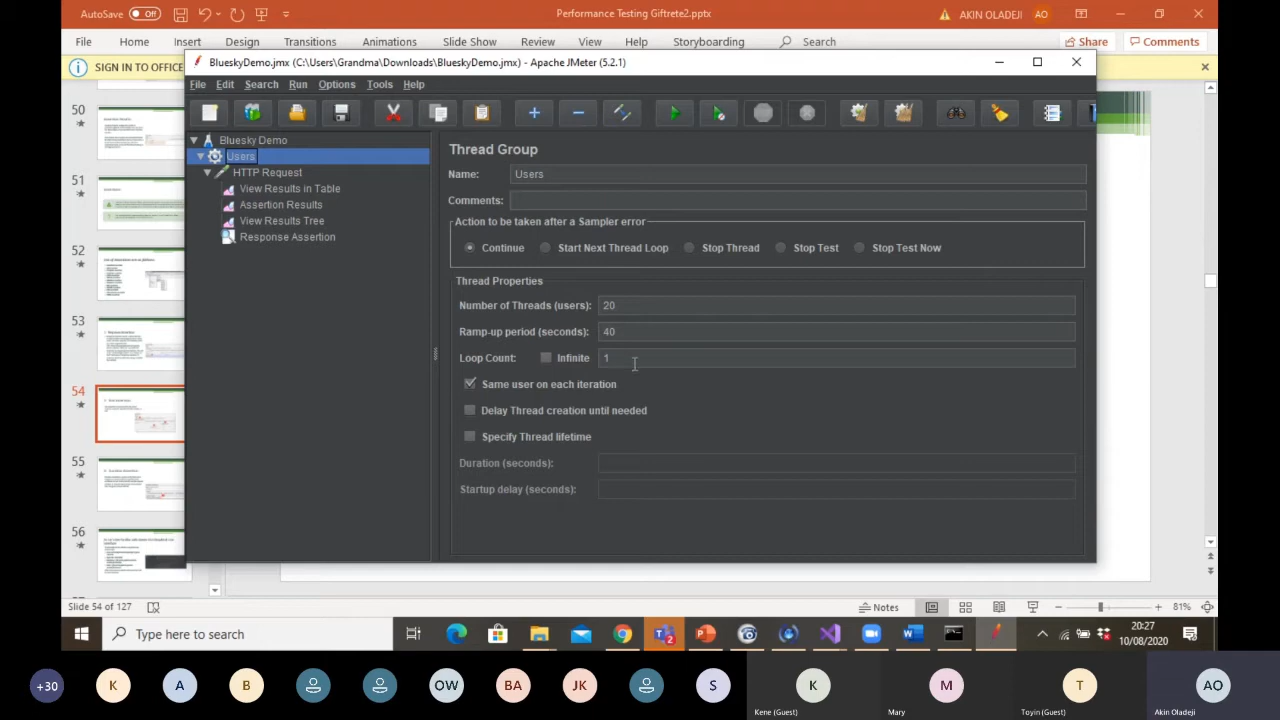 AutoSave Off
Performance Testing Giftrete2.pptx
AKIN OLADEJI AO
File Home Insert Design Transitions Animations Slide Show Review View Help Storyboarding Search Share Comments
SIGN IN TO OFFICE
BlueskyDemo.jmx (C:\Users\Grandma\Downloads\BlueskyDemo.jmx) - Apache JMeter (5.2.1)
File Edit Search Run Options Tools Help
Bluesky Demo
Users
HTTP Request
View Results in Table
Assertion Results
View Results Tree
Response Assertion
Thread Group
Name: Users
Comments:
Action to be taken after a Sampler error
Continue Start Next Thread Loop Stop Thread Stop Test Stop Test Now
Thread Properties
Number of Threads (users): 20
Ramp-up period (seconds): 40
Loop Count: Infinite 1
Same user on each iteration
Delay Thread creation until needed
Specify Thread lifetime
Duration (seconds):
Startup delay (seconds):
50
51
52
53
54
55
56
Slide 54 of 127
Notes
81%
Type here to search
2
20:27
10/08/2020
+30 K A B OW BA JK S K M T AO
Kene (Guest) Mary Toyin (Guest) Akin Oladeji